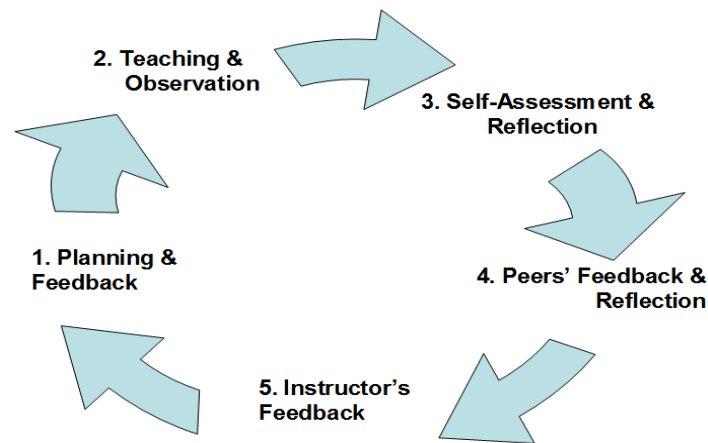 2. Teaching &
Observation
3. Self-Assessment &
Reflection
1. Planning &
Feedback
4. Peers’ Feedback &
Reflection
5. Instructor’s
Feedback